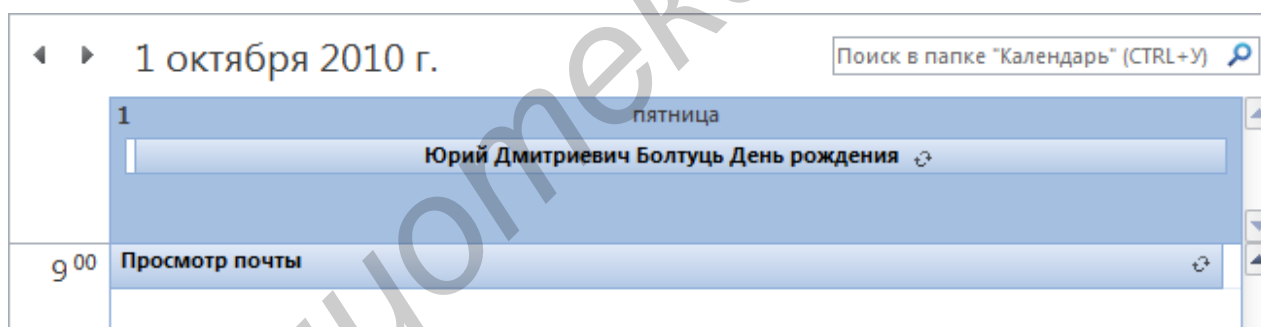 1 октября 2010 г.
Поиск в папке "Календарь" (CTRL+У)
1 пятница
Юрий Дмитриевич Болтуць День рождения
9 00 Просмотр почты